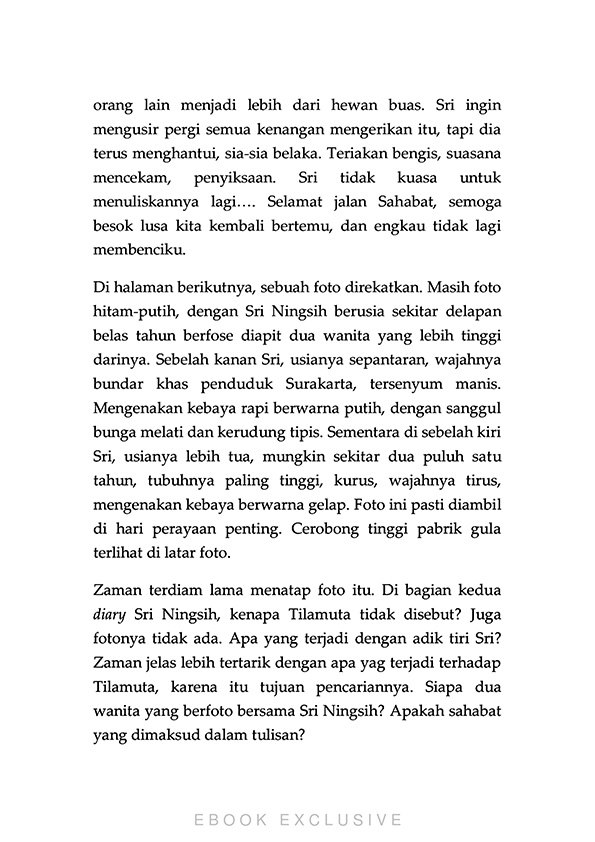 orang lain menjadi lebih dari hewan buas. Sri ingin
mengusir pergi semua kenangan mengerikan itu, tapi dia
terus menghantui, sia-sia belaka. Teriakan bengis, suasana
mencekam, penyiksaan. Sri tidak kuasa untuk
menuliskannya lagi…. Selamat jalan Sahabat, semoga
besok lusa kita kembali bertemu, dan engkau tidak lagi
membenciku.
Di halaman berikutnya, sebuah foto direkatkan. Masih foto
hitam-putih, dengan Sri Ningsih berusia sekitar delapan
belas tahun berfose diapit dua wanita yang lebih tinggi
darinya. Sebelah kanan Sri, usianya sepantaran, wajahnya
bundar khas penduduk Surakarta, tersenyum manis.
Mengenakan kebaya rapi berwarna putih, dengan sanggul
bunga melati dan kerudung tipis. Sementara di sebelah kiri
Sri, usianya lebih tua, mungkin sekitar dua puluh satu
tahun, tubuhnya paling tinggi, kurus, wajahnya tirus,
mengenakan kebaya berwarna gelap. Foto ini pasti diambil
di hari perayaan penting. Cerobong tinggi pabrik gula
terlihat di latar foto.
Zaman terdiam lama menatap foto itu. Di bagian kedua
diary Sri Ningsih, kenapa Tilamuta tidak disebut? Juga
fotonya tidak ada. Apa yang terjadi dengan adik tiri Sri?
Zaman jelas lebih tertarik dengan apa yag terjadi terhadap
Tilamuta, karena itu tujuan pencariannya. Siapa dua
wanita yang berfoto bersama Sri Ningsih? Apakah sahabat
yang dimaksud dalam tulisan?
EBOOK EXCLUSIVE